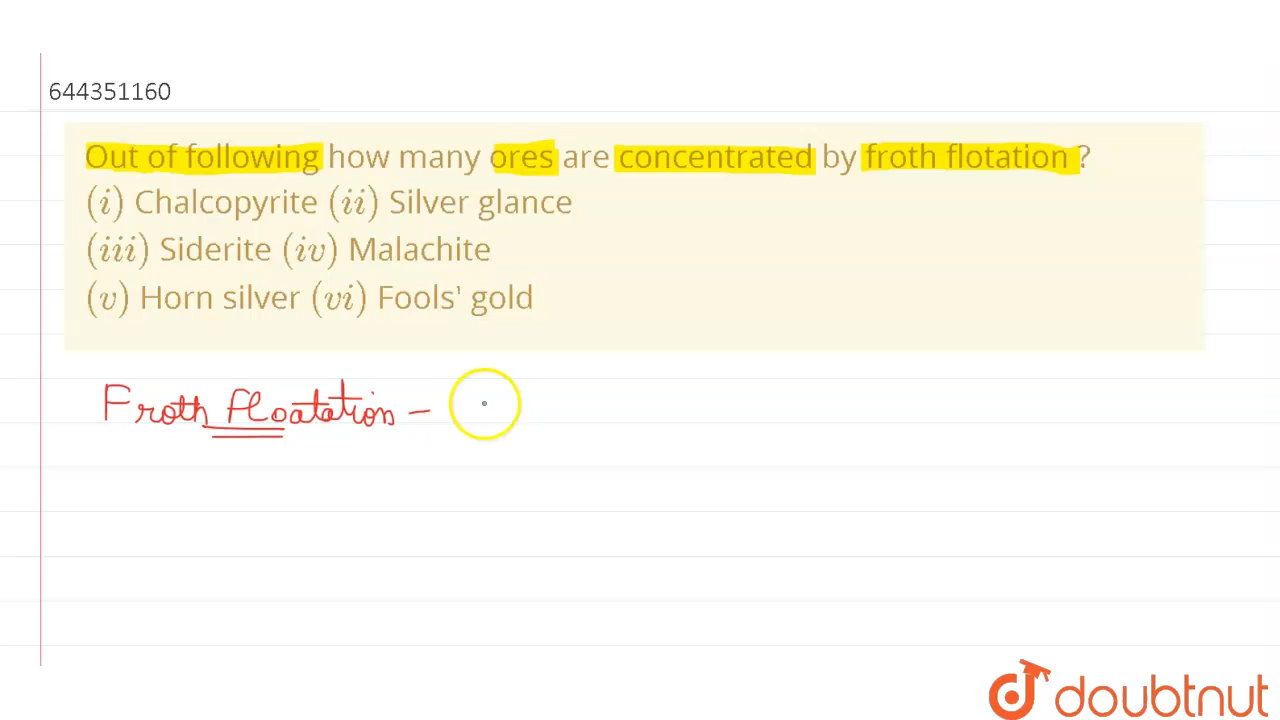 644351160
Out of following how many ores are concentrated by froth flotation ?
(i) Chalcopyrite (ii) Silver glance
(iii) Siderite (iv) Malachite
(v) Horn silver (vi) Fools' gold
Froth floatation –
doubtnut